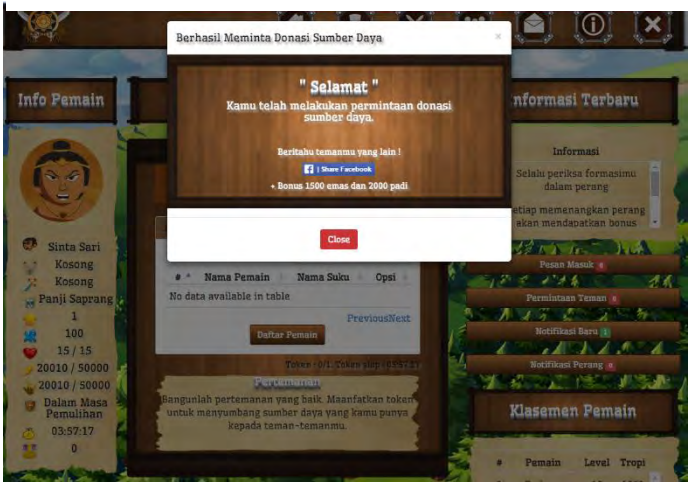 Berhasil Meminta Donasi Sumber Daya
×
" Selamat "
Kamu telah melakukan permintaan donasi
sumber daya.
Beritahu temanmu yang lain !
f | Share Facebook
+ Bonus 1500 emas dan 2000 padi
Close
Info Pemain
Sinta Sari
Kosong
Kosong
Panji Saprang
1
100
15 / 15
20010 / 50000
20010 / 50000
Dalam Masa
Pemulihan
03:57:17
0
# Nama Pemain Nama Suku Opsi
No data available in table
PreviousNext
Daftar Pemain
Pertemanan
Bangunlah pertemanan yang baik. Maanfatkan token
untuk menyumbang sumber daya yang kamu punya
kepada teman-temanmu.
nformasi Terbaru
Informasi
Selalu periksa formasimu
dalam perang
etiap memenangkan perang
akan mendapatkan bonus
Pesan Masuk
Permintaan Teman
Notifikasi Baru 1
Notifikasi Perang
Klasemen Pemain
# Pemain Level Tropi